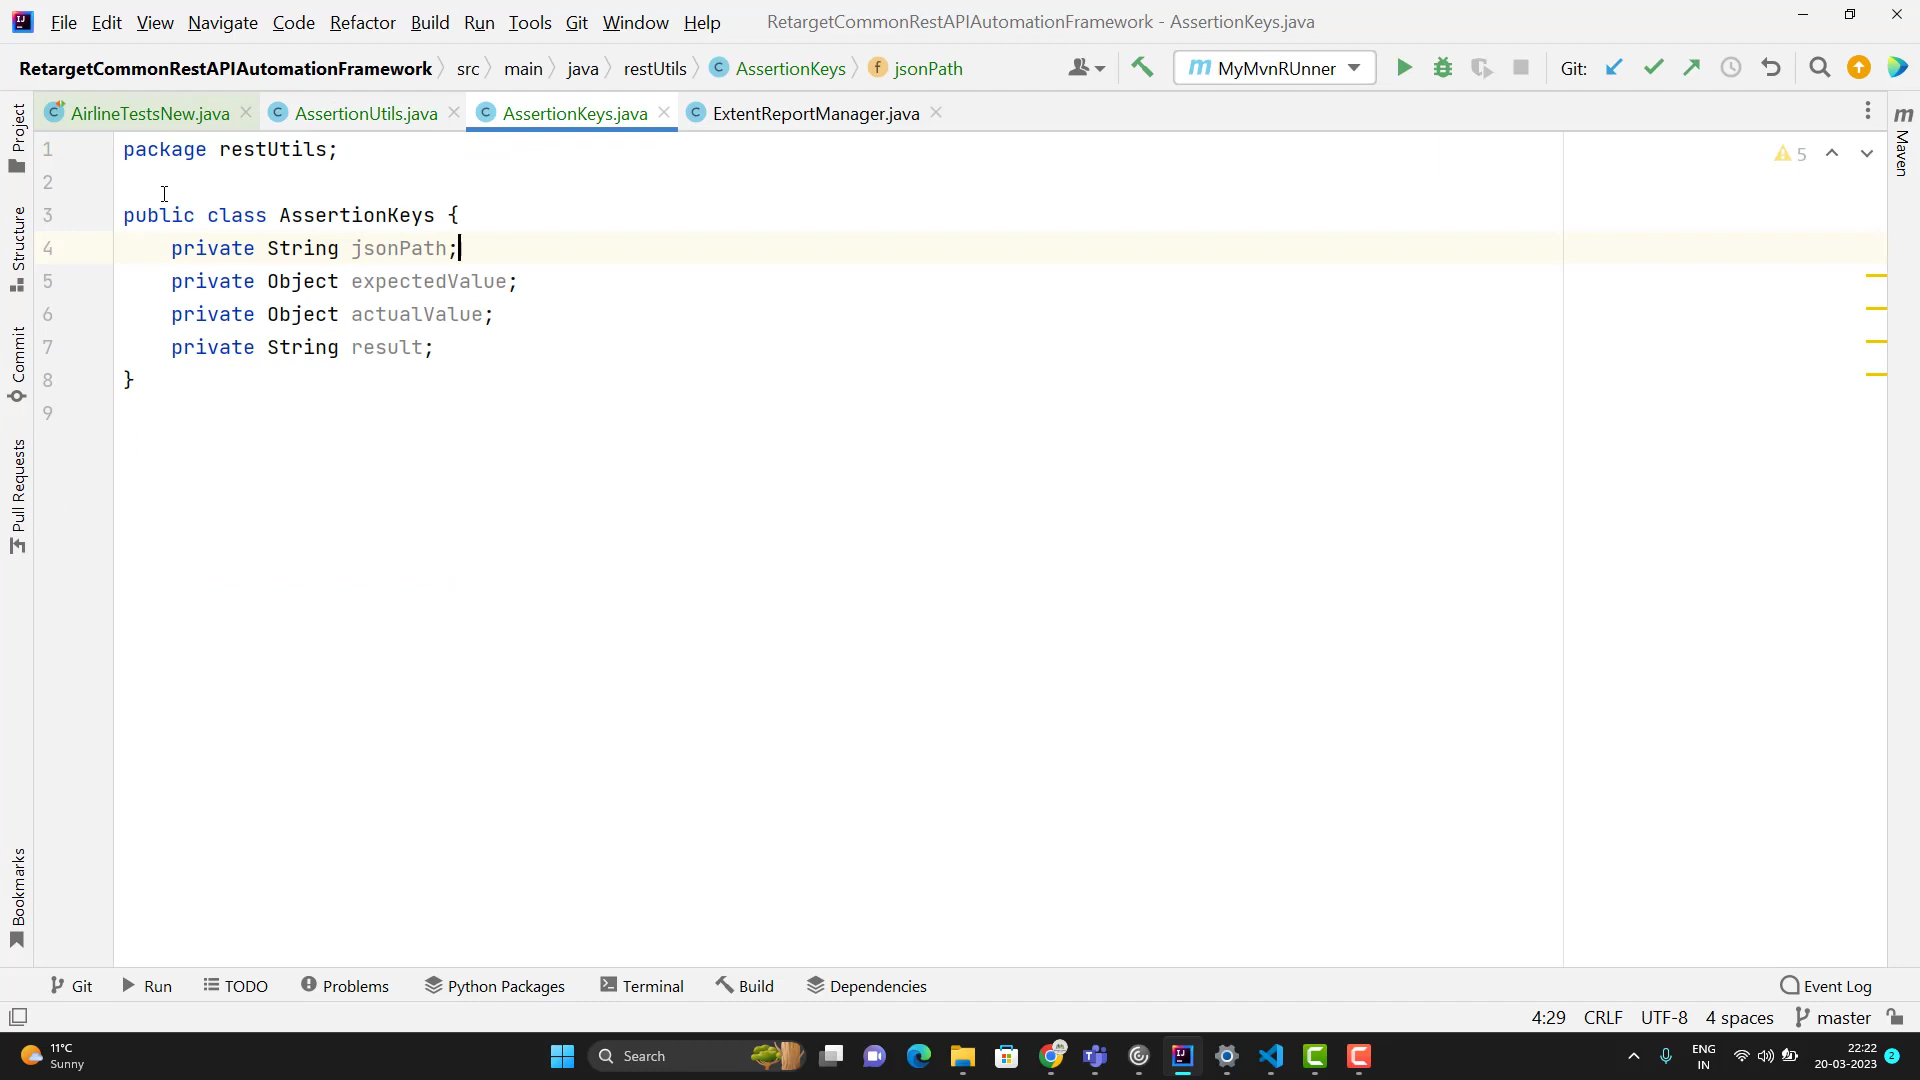 File Edit View Navigate Code Refactor Build Run Tools Git Window Help RetargetCommonRestAPIAutomationFramework - AssertionKeys.java
RetargetCommonRestAPIAutomationFramework src main java restUtils AssertionKeys jsonPath MyMvnRUnner Git:
AirlineTestsNew.java AssertionUtils.java AssertionKeys.java ExtentReportManager.java
Project
Structure
Commit
Pull Requests
Bookmarks
1 package restUtils;
2
3 public class AssertionKeys {
4 private String jsonPath;
5 private Object expectedValue;
6 private Object actualValue;
7 private String result;
8 }
9
5
Maven
Git Run TODO Problems Python Packages Terminal Build Dependencies Event Log
4:29 CRLF UTF-8 4 spaces master
11°C
Sunny
Search
ENG
IN
22:22
20-03-2023
2